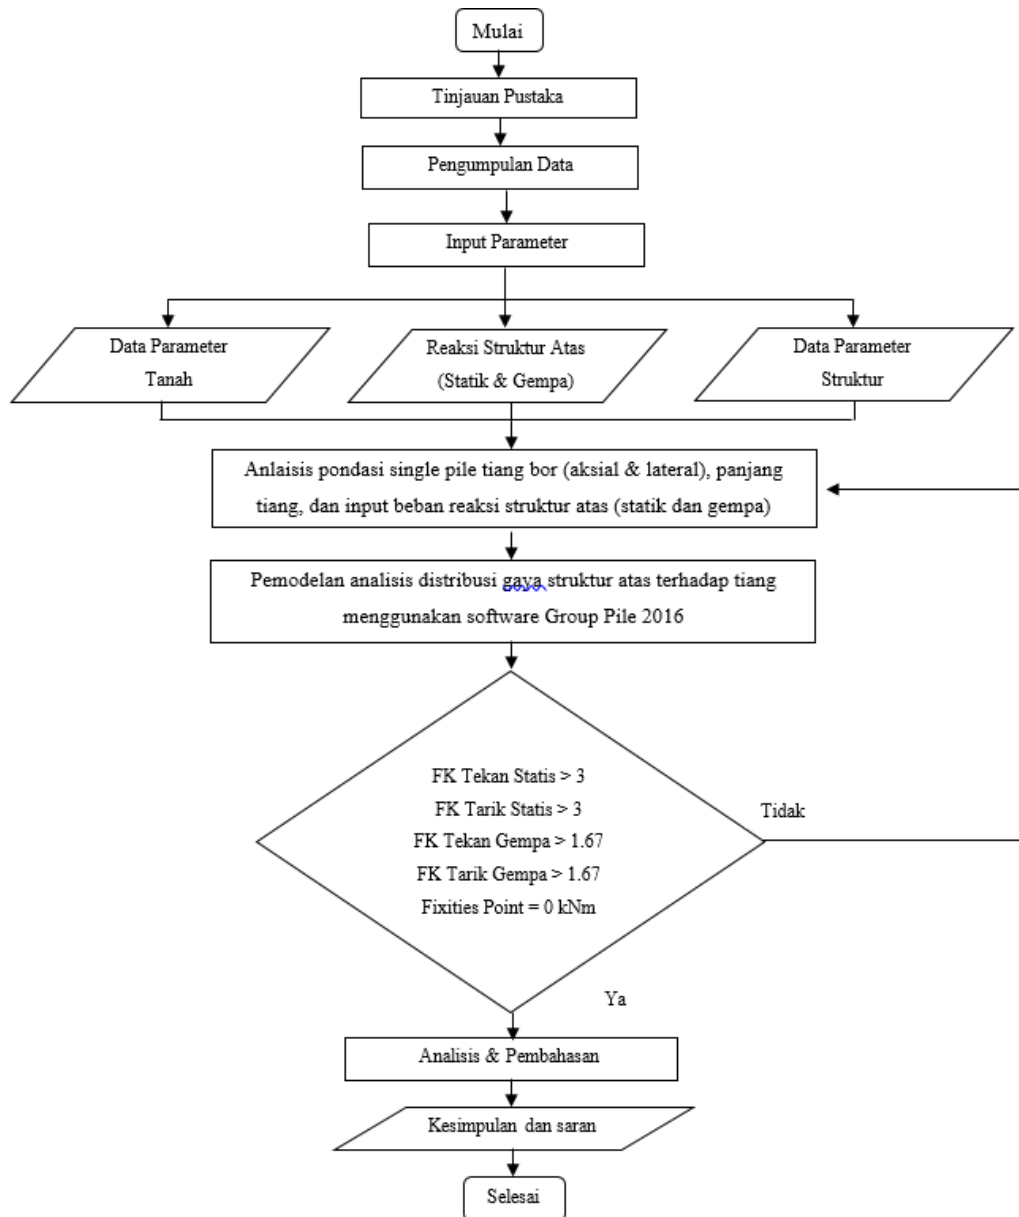 Mulai
Tinjauan Pustaka
Pengumpulan Data
Input Parameter
Data Parameter
Tanah
Reaksi Struktur Atas
(Statik & Gempa)
Data Parameter
Struktur
Anlaisis pondasi single pile tiang bor (aksial & lateral), panjang
tiang, dan input beban reaksi struktur atas (statik dan gempa)
Pemodelan analisis distribusi gaya struktur atas terhadap tiang
menggunakan software Group Pile 2016
FK Tekan Statis > 3
FK Tarik Statis > 3
FK Tekan Gempa > 1.67
FK Tarik Gempa > 1.67
Fixities Point = 0 kNm
Tidak
Ya
Analisis & Pembahasan
Kesimpulan dan saran
Selesai